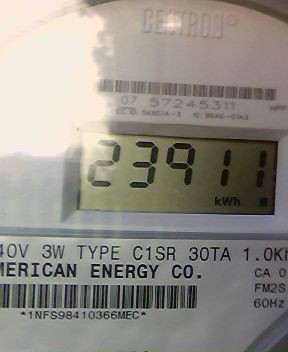 CENTRON®
07 57245311
23911
kWh
40V 3W TYPE C1SR 30TA 1.0Kh
MERICAN ENERGY CO.
CA 0
FM2S
60Hz
*1NFS98410366MEC*